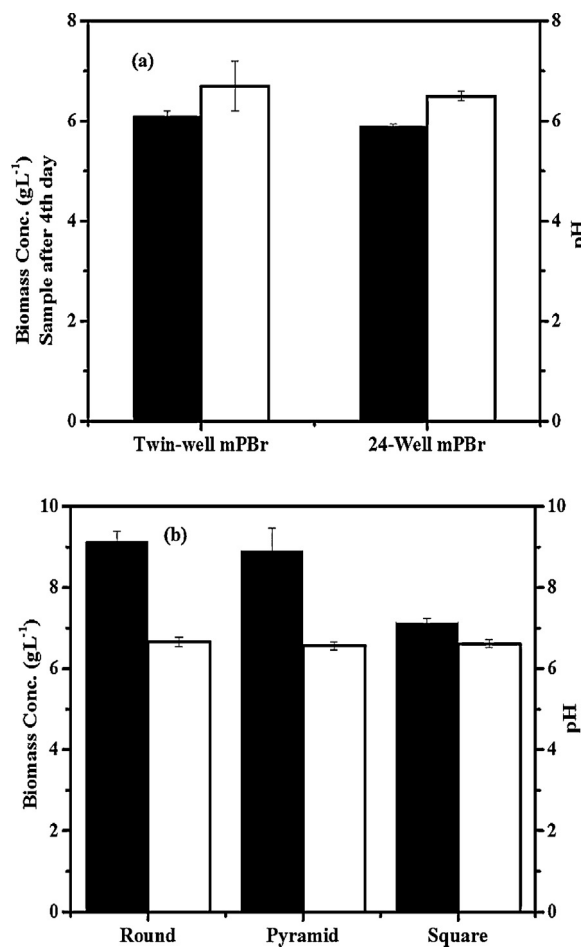 (a)
Biomass Conc. (gL-1)
Sample after 4th day
8
6
4
2
0
8
6
4
2
0
pH
Twin-well mPBr
24-Well mPBr
(b)
Biomass Conc. (gL-1)
10
8
6
4
2
0
10
8
6
4
2
0
pH
Round
Pyramid
Square